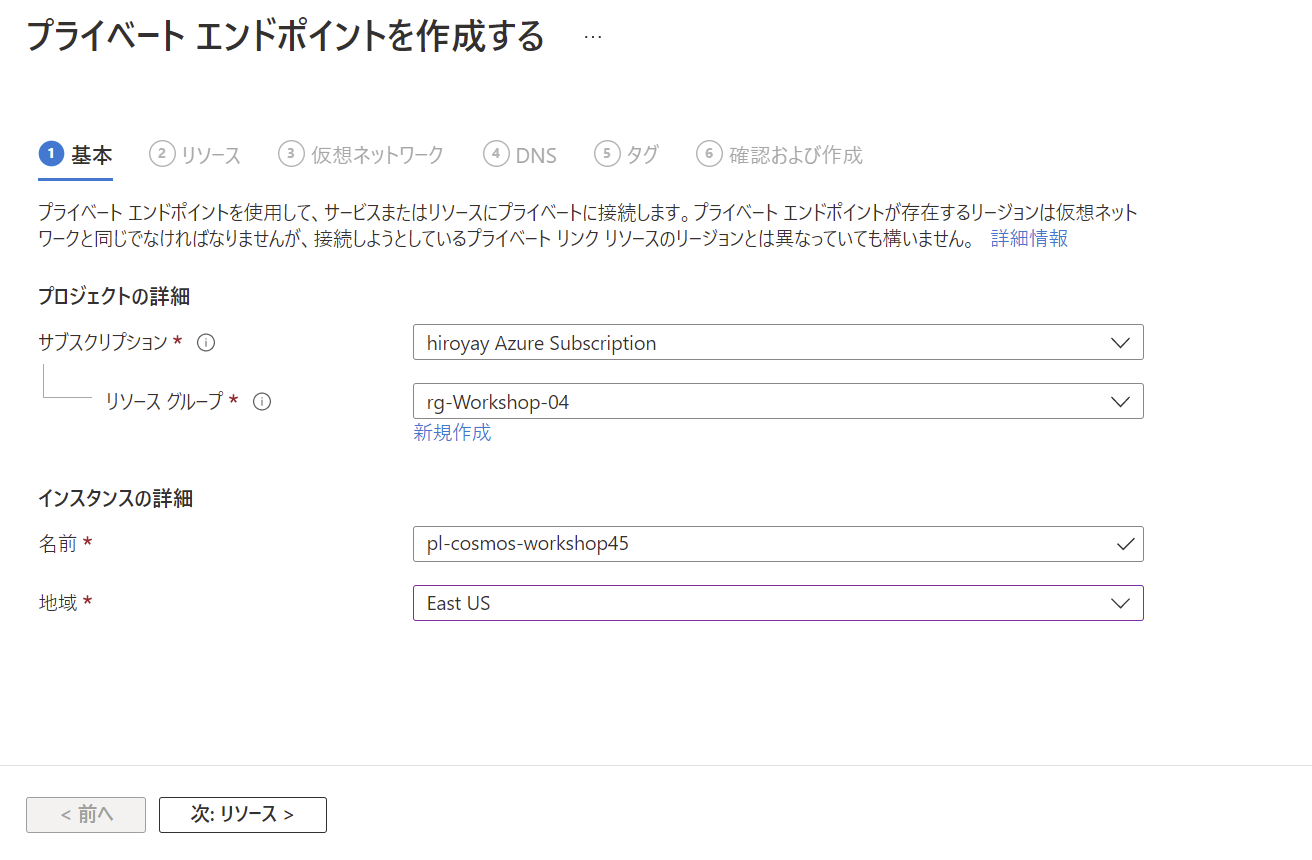 プライベート エンドポイントを作成する ...
1 基本 2 リソース 3 仮想ネットワーク 4 DNS 5 タグ 6 確認および作成
プライベート エンドポイントを使用して、サービスまたはリソースにプライベートに接続します。プライベート エンドポイントが存在するリージョンは仮想ネット
ワークと同じでなければなりませんが、接続しようとしているプライベート リンク リソースのリージョンとは異なっていても構いません。 詳細情報
プロジェクトの詳細
サブスクリプション * hiroyay Azure Subscription
リソース グループ * rg-Workshop-04
新規作成
インスタンスの詳細
名前 * pl-cosmos-workshop45
地域 * East US
< 前へ 次: リソース >